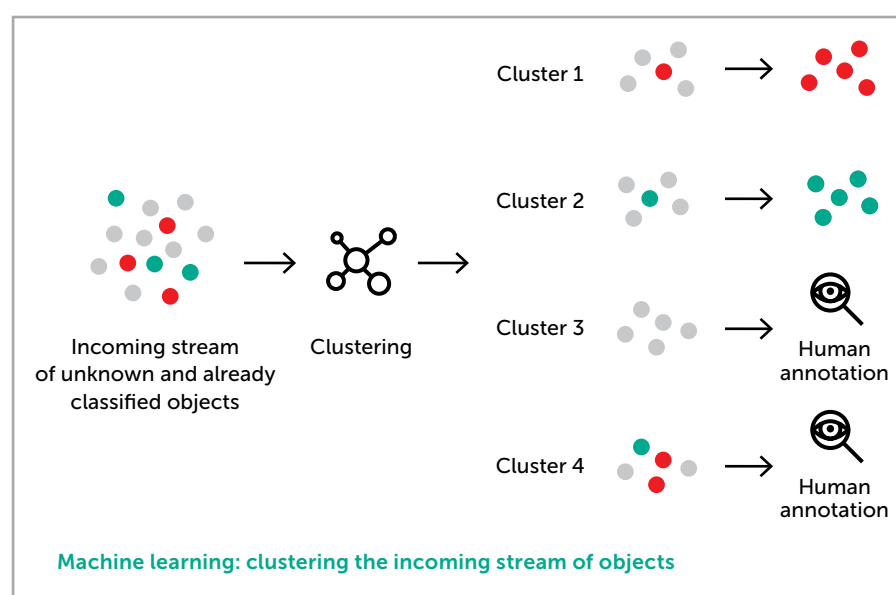 Cluster 1
Cluster 2
Cluster 3
Human
annotation
Incoming stream
of unknown and already
classified objects
Clustering
Cluster 4
Human
annotation
Machine learning: clustering the incoming stream of objects